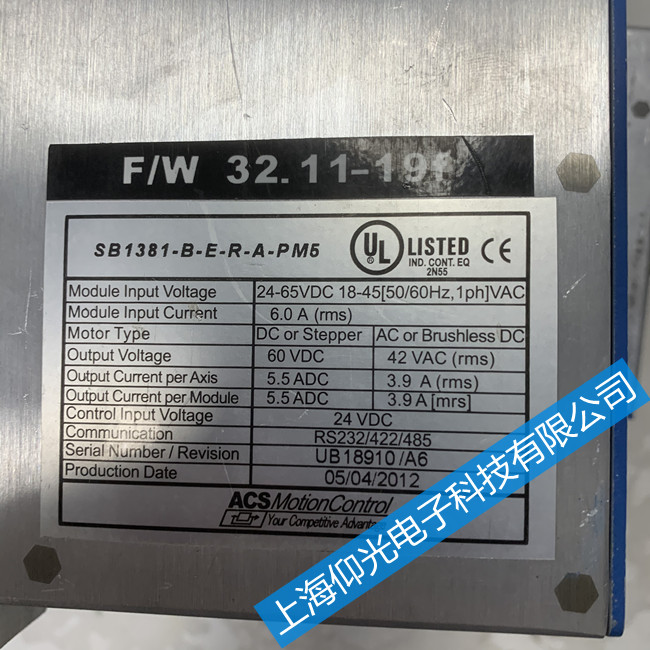 F/W 32.11-19f
SB1381-B-E-R-A-PM5
UL LISTED CE
IND. CONT. EQ
2N55
Module Input Voltage 24-65VDC 18-45[50/60Hz,1ph]VAC
Module Input Current 6.0 A (rms)
Motor Type DC or Stepper AC or Brushless DC
Output Voltage 60 VDC 42 VAC (rms)
Output Current per Axis 5.5 ADC 3.9 A (rms)
Output Current per Module 5.5 ADC 3.9 A [mrs]
Control Input Voltage 24 VDC
Communication RS232/422/485
Serial Number / Revision UB18910/A6
Production Date 05/04/2012
ACS MotionControl
Your Competitive Advantage
上海仰光电子科技有限公司